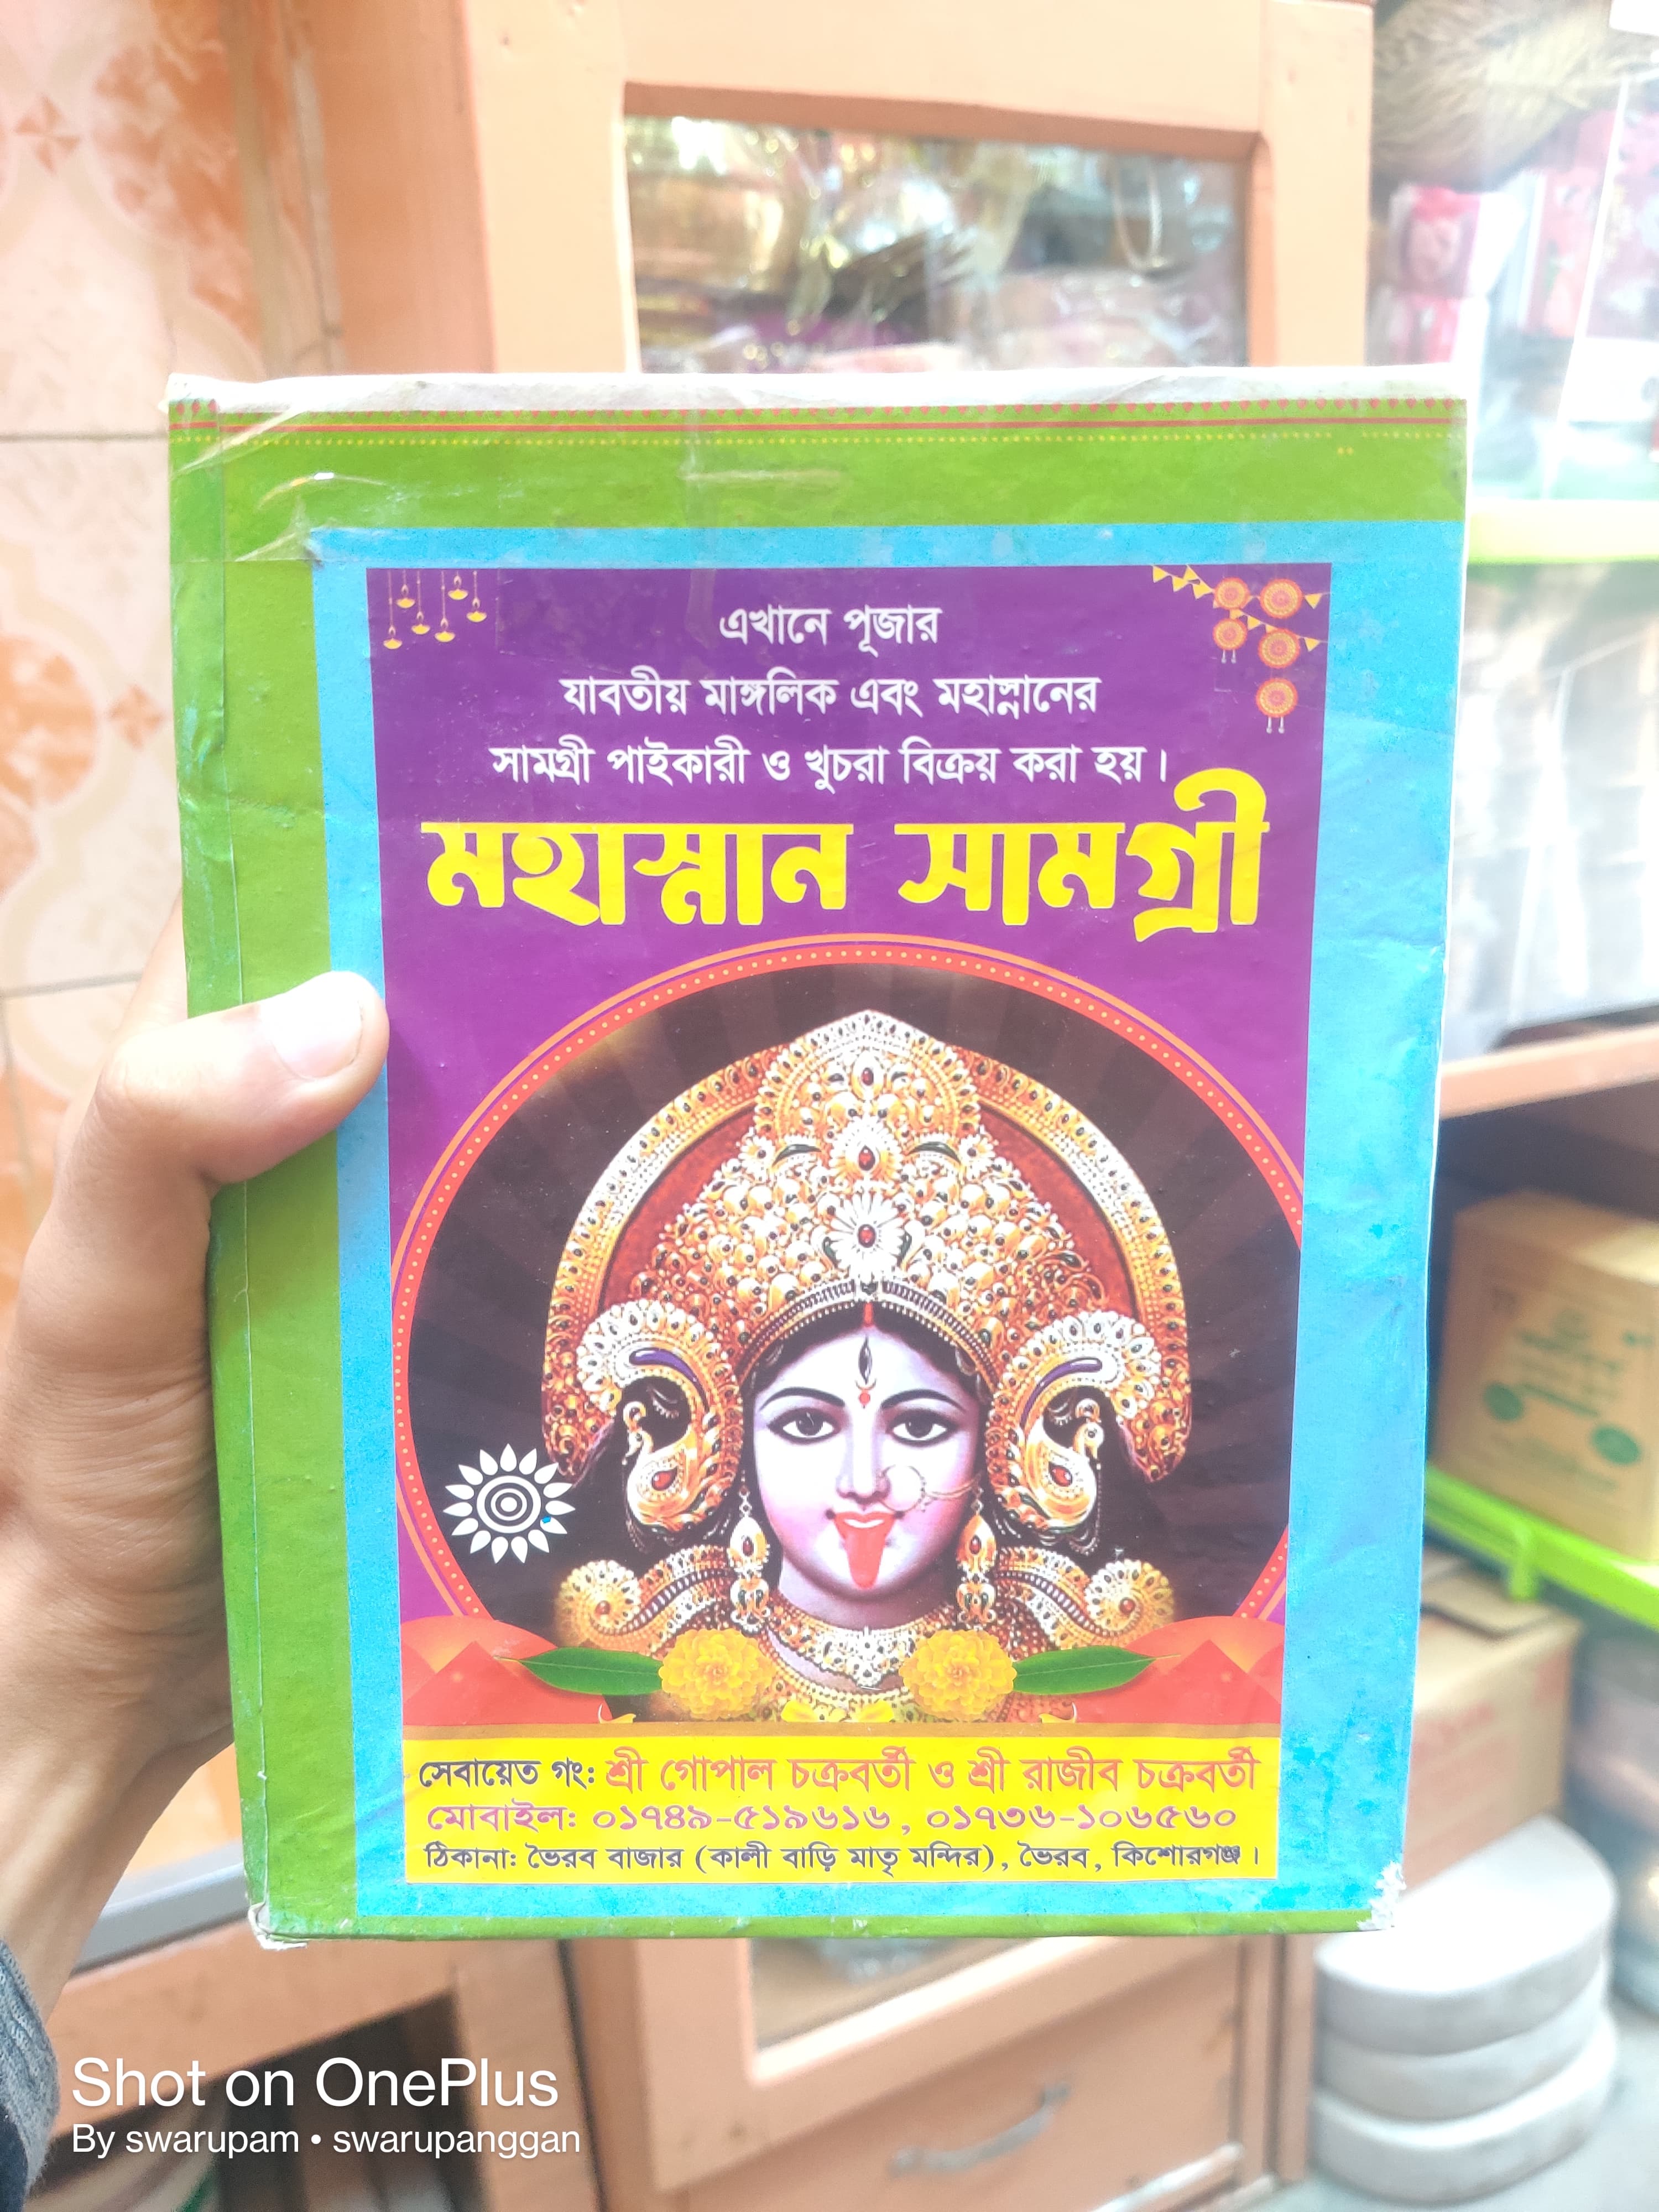 এখানে পূজার
যাবতীয় মাঙ্গলিক এবং মহাস্নানের
সামগ্রী পাইকারী ও খুচরা বিক্রয় করা হয়।
মহাস্নান সামগ্রী
সেবায়েত গং: শ্রী গোপাল চক্রবর্তী ও শ্রী রাজীব চক্রবর্তী
মোবাইল: ০১৭৪৯-৫১৯৬১৬, ০১৭৩৬-১০৬৫৬০
ঠিকানা: ভৈরব বাজার (কালী বাড়ি মাতৃ মন্দির), ভৈরব, কিশোরগঞ্জ।
Shot on OnePlus
By swarupam • swarupanggan